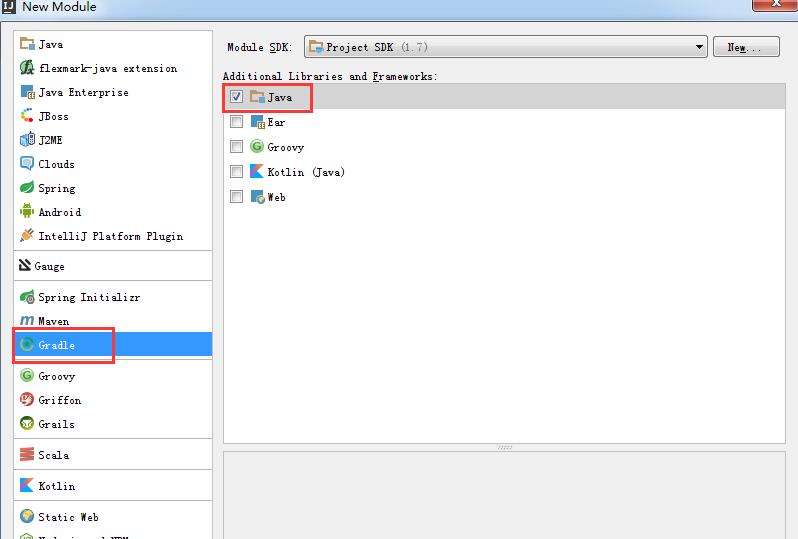 New Module
Java
flexmark-java extension
Java Enterprise
JBoss
J2ME
Clouds
Spring
Android
IntelliJ Platform Plugin
Gauge
Spring Initializr
Maven
Gradle
Groovy
Griffon
Grails
Scala
Kotlin
Static Web
Module SDK:
Project SDK (1.7)
New...
Additional Libraries and Frameworks:
Java
Ear
Groovy
Kotlin (Java)
Web